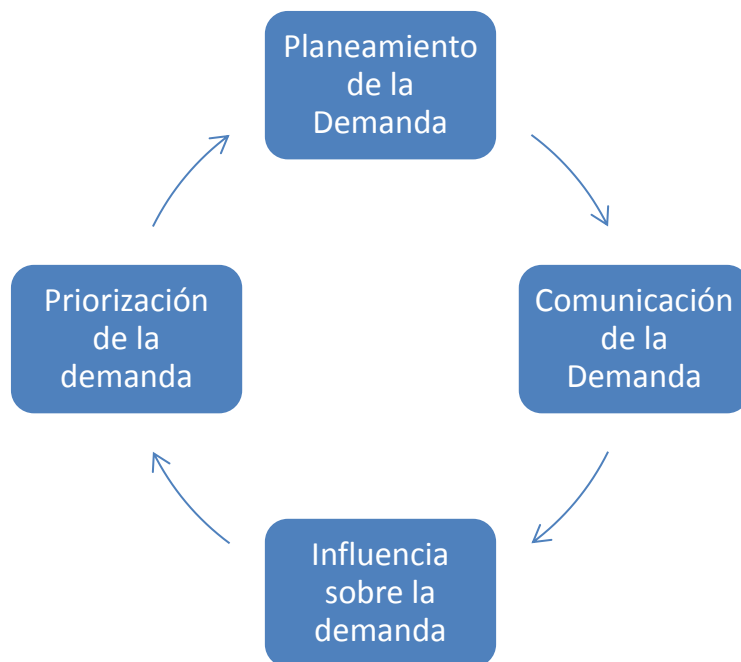 Planeamiento
de la
Demanda
Comunicación
de la
Demanda
Influencia
sobre la
demanda
Priorización
de la
demanda